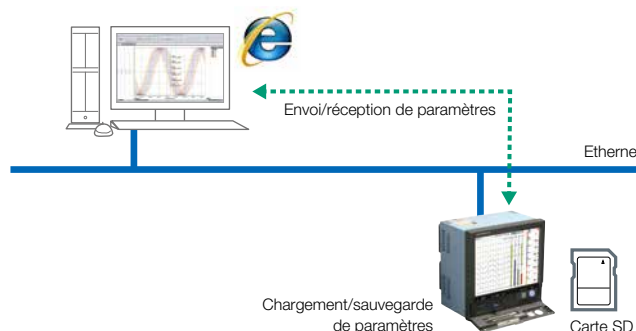 Envoi/réception de paramètres
Etherne
Chargement/sauvegarde
de paramètres
Carte SD